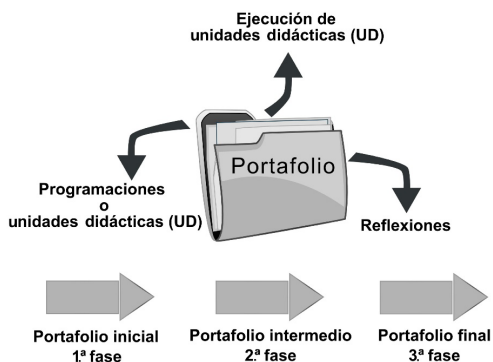 Ejecución de
unidades didácticas (UD)
Portafolio
Programaciones
o
unidades didácticas (UD)
Reflexiones
Portafolio inicial
1.ª fase
Portafolio intermedio
2.ª fase
Portafolio final
3.ª fase